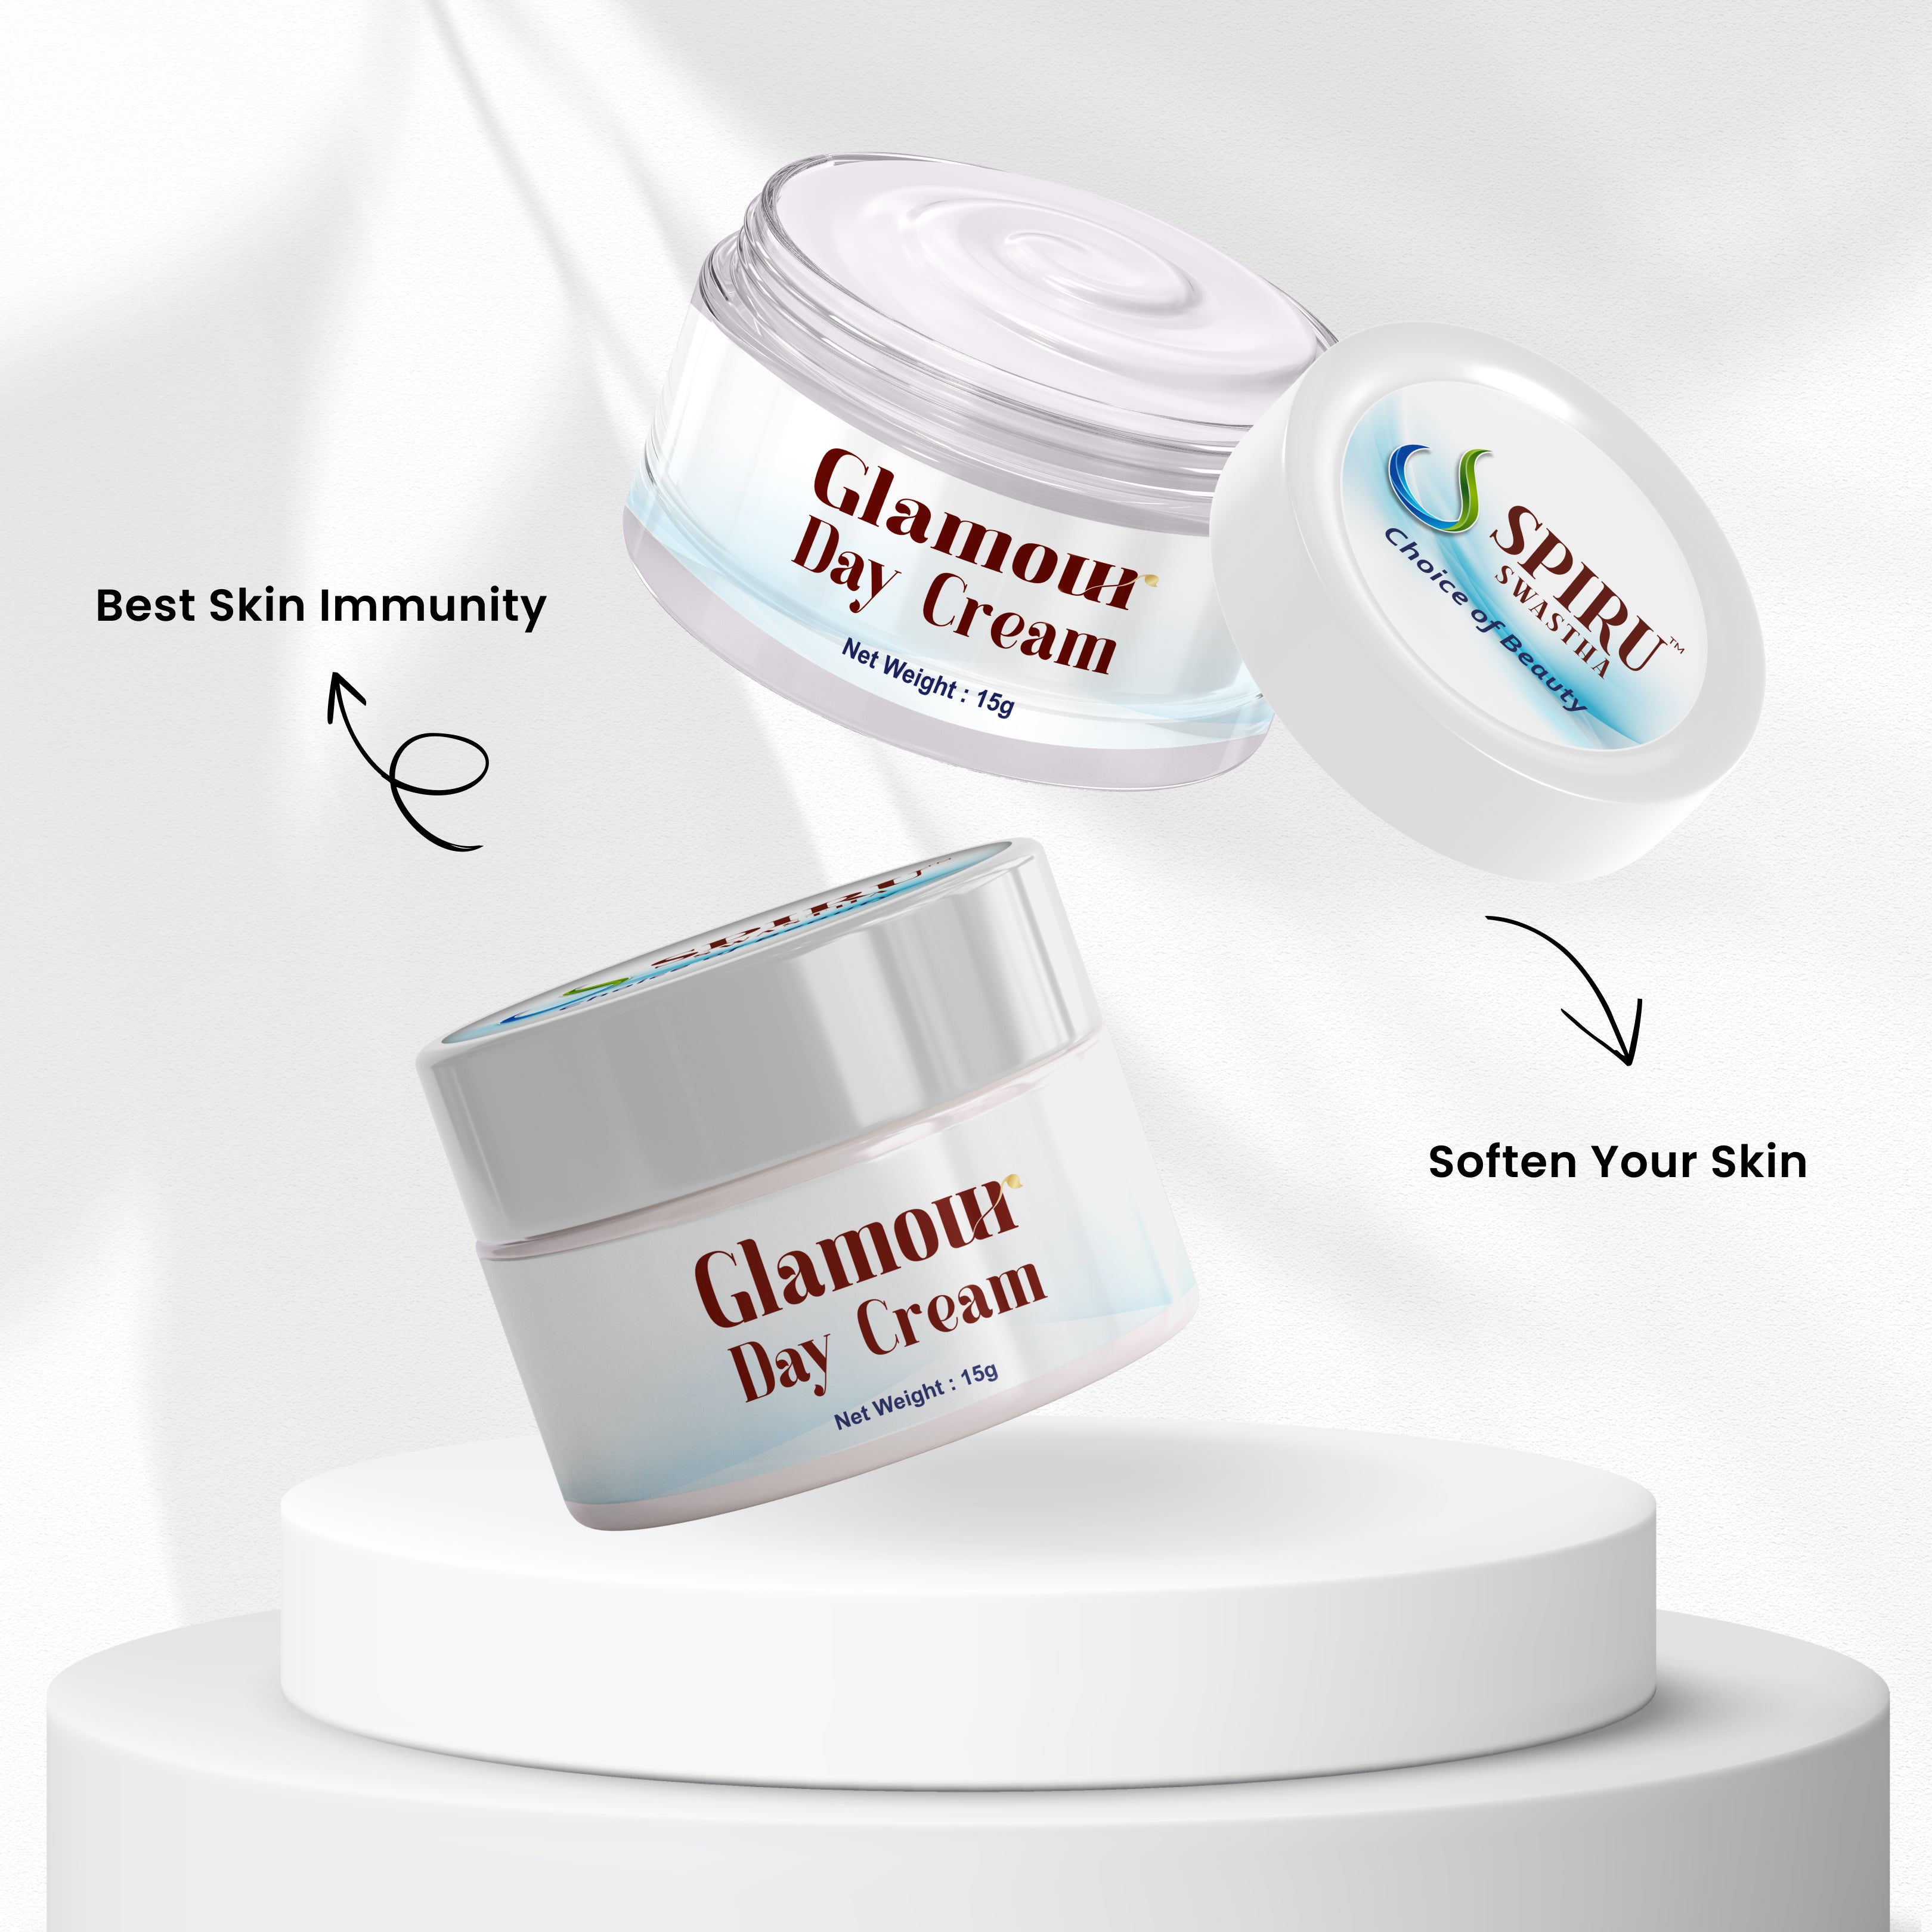 Glamour
Day Cream
Net Weight : 15g
SPIRU™
SWASTHA
Choice of Beauty
Best Skin Immunity
SPIRU
Soften Your Skin
Glamour
Day Cream
Net Weight : 15g